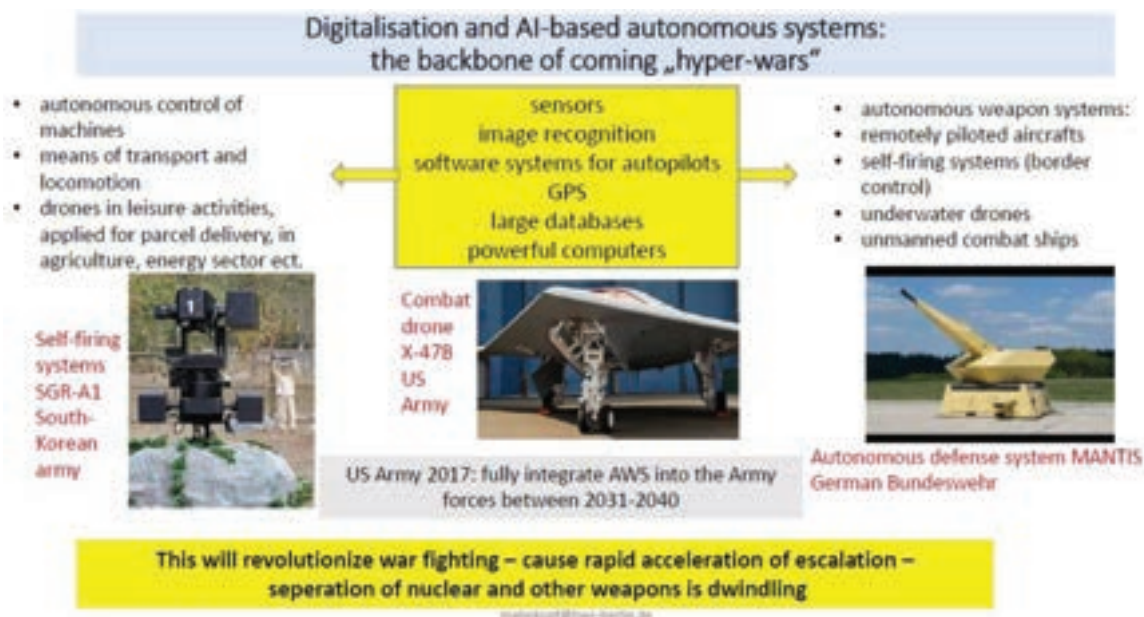 Digitalisation and AI-based autonomous systems:
the backbone of coming „hyper-wars"
• autonomous control of
machines
• means of transport and
locomotion
• drones in leisure activities,
applied for parcel delivery, in
agriculture, energy sector ect.
sensors
image recognition
software systems for autopilots
GPS
large databases
powerful computers
• autonomous weapon systems:
• remotely piloted aircrafts
• self-firing systems (border
control)
• underwater drones
• unmanned combat ships
Self-firing
systems
SGR-A1
South-
Korean
army
1
Combat
drone
X-47B
US
Army
Autonomous defense system MANTIS
German Bundeswehr
US Army 2017: fully integrate AWS into the Army
forces between 2031-2040
This will revolutionize war fighting – cause rapid acceleration of escalation –
seperation of nuclear and other weapons is dwindling